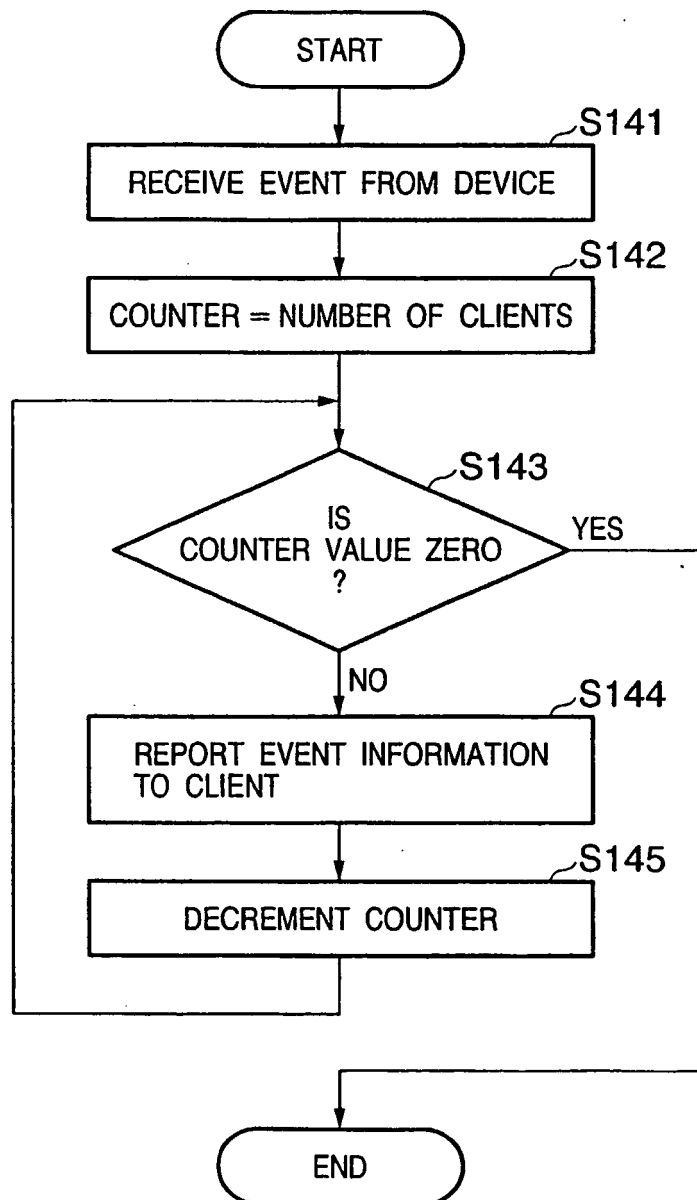 START
S141
RECEIVE EVENT FROM DEVICE
S142
COUNTER = NUMBER OF CLIENTS
S143
IS
COUNTER VALUE ZERO
?
YES
NO
S144
REPORT EVENT INFORMATION
TO CLIENT
S145
DECREMENT COUNTER
END